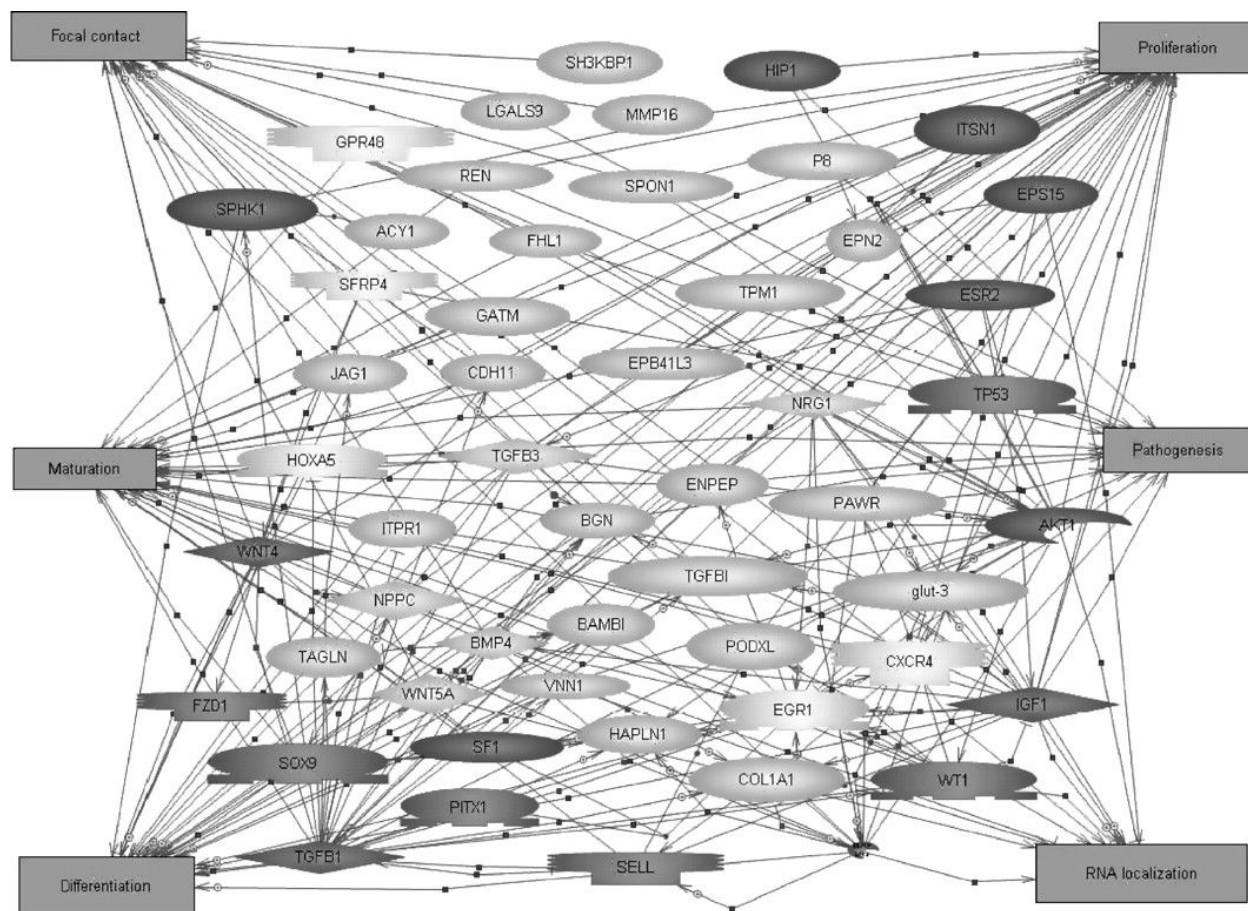 Focal contact
Proliferation
SH3KBP1
HIP1
LGALS9
MMP16
ITSN1
GPR48
P8
REN
SPON1
EPS15
SPHK1
ACY1
FHL1
EPN2
SFRP4
TPM1
ESR2
GATM
JAG1
CDH11
EPB41L3
NRG1
TP53
Maturation
HOXA5
TGFB3
Pathogenesis
ENPEP
PAWR
ITPR1
BGN
AKT1
WNT4
TGFBI
glut-3
NPPC
BAMBI
BMP4
PODXL
TAGLN
CXCR4
WNT5A
VNN1
FZD1
EGR1
IGF1
HAPLN1
SF1
SOX9
COL1A1
WT1
PITX1
TGFB1
SELL
Differentiation
RNA localization